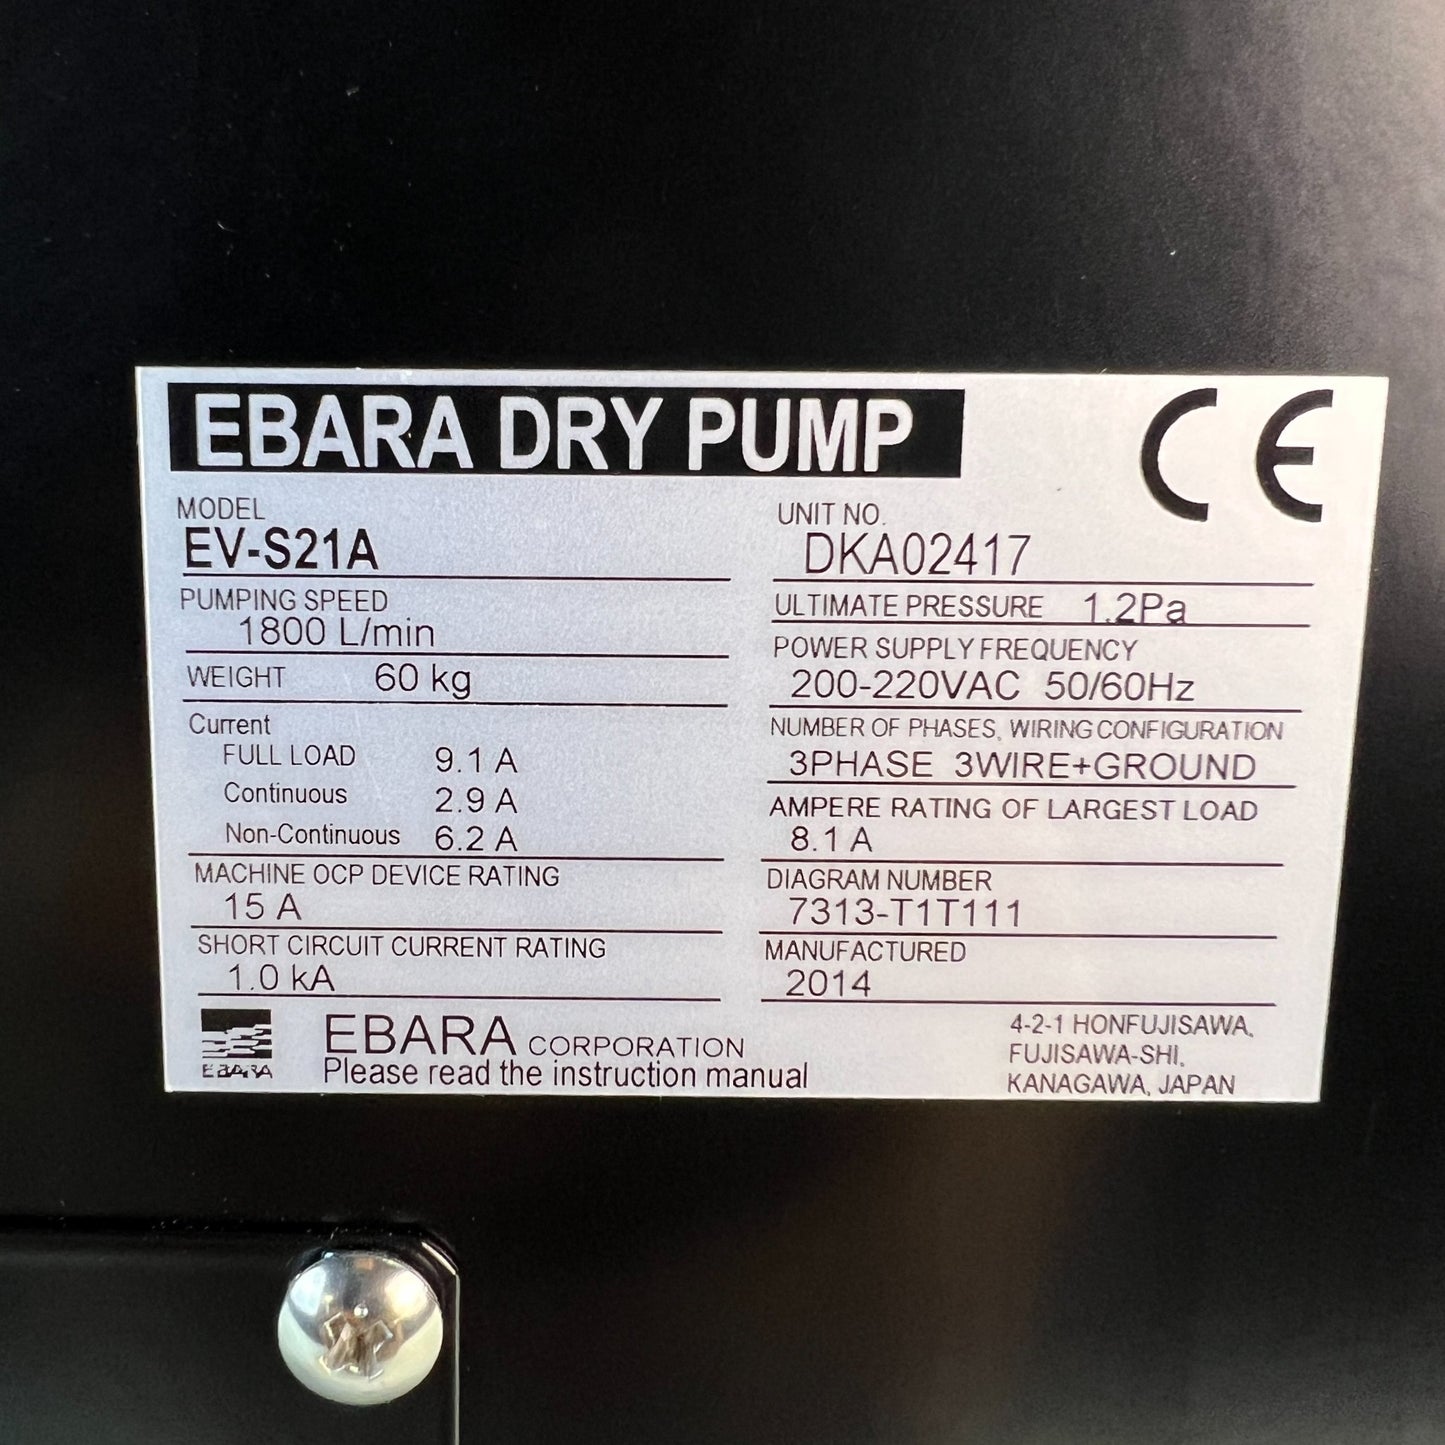 EBARA DRY PUMP
CE
MODEL
EV-S21A
UNIT NO.
DKA02417
PUMPING SPEED
1800 L/min
ULTIMATE PRESSURE 1.2Pa
WEIGHT 60 kg
POWER SUPPLY FREQUENCY
200-220VAC 50/60Hz
Current
FULL LOAD 9.1 A
Continuous 2.9 A
Non-Continuous 6.2 A
NUMBER OF PHASES, WIRING CONFIGURATION
3PHASE 3WIRE+GROUND
AMPERE RATING OF LARGEST LOAD
8.1 A
MACHINE OCP DEVICE RATING
15 A
DIAGRAM NUMBER
7313-T1T111
SHORT CIRCUIT CURRENT RATING
1.0 kA
MANUFACTURED
2014
EBARA
EBARA CORPORATION
Please read the instruction manual
4-2-1 HONFUJISAWA,
FUJISAWA-SHI,
KANAGAWA, JAPAN